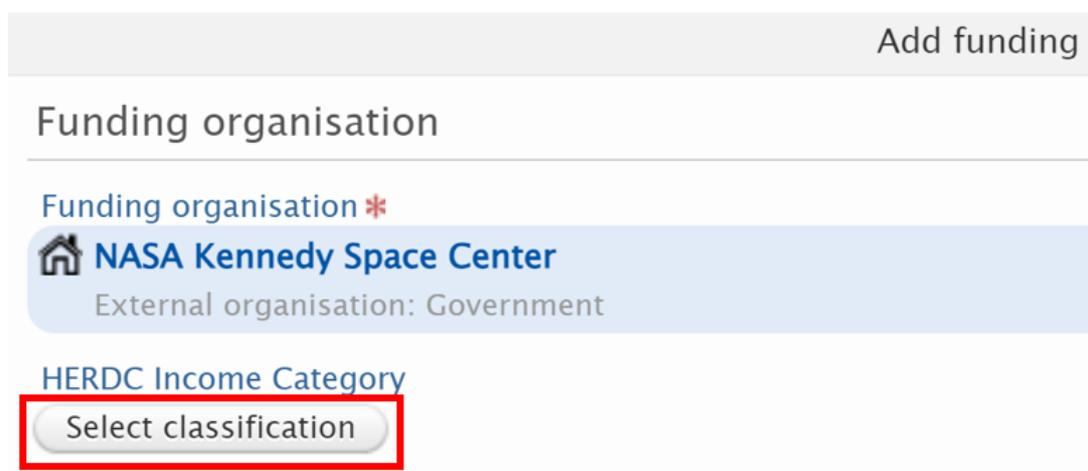 Add funding
Funding organisation
Funding organisation *
NASA Kennedy Space Center
External organisation: Government
HERDC Income Category
Select classification